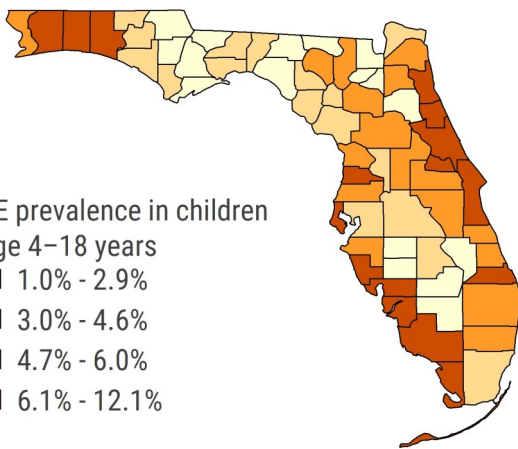 E prevalence in children
ge 4–18 years
1.0% - 2.9%
3.0% - 4.6%
4.7% - 6.0%
6.1% - 12.1%